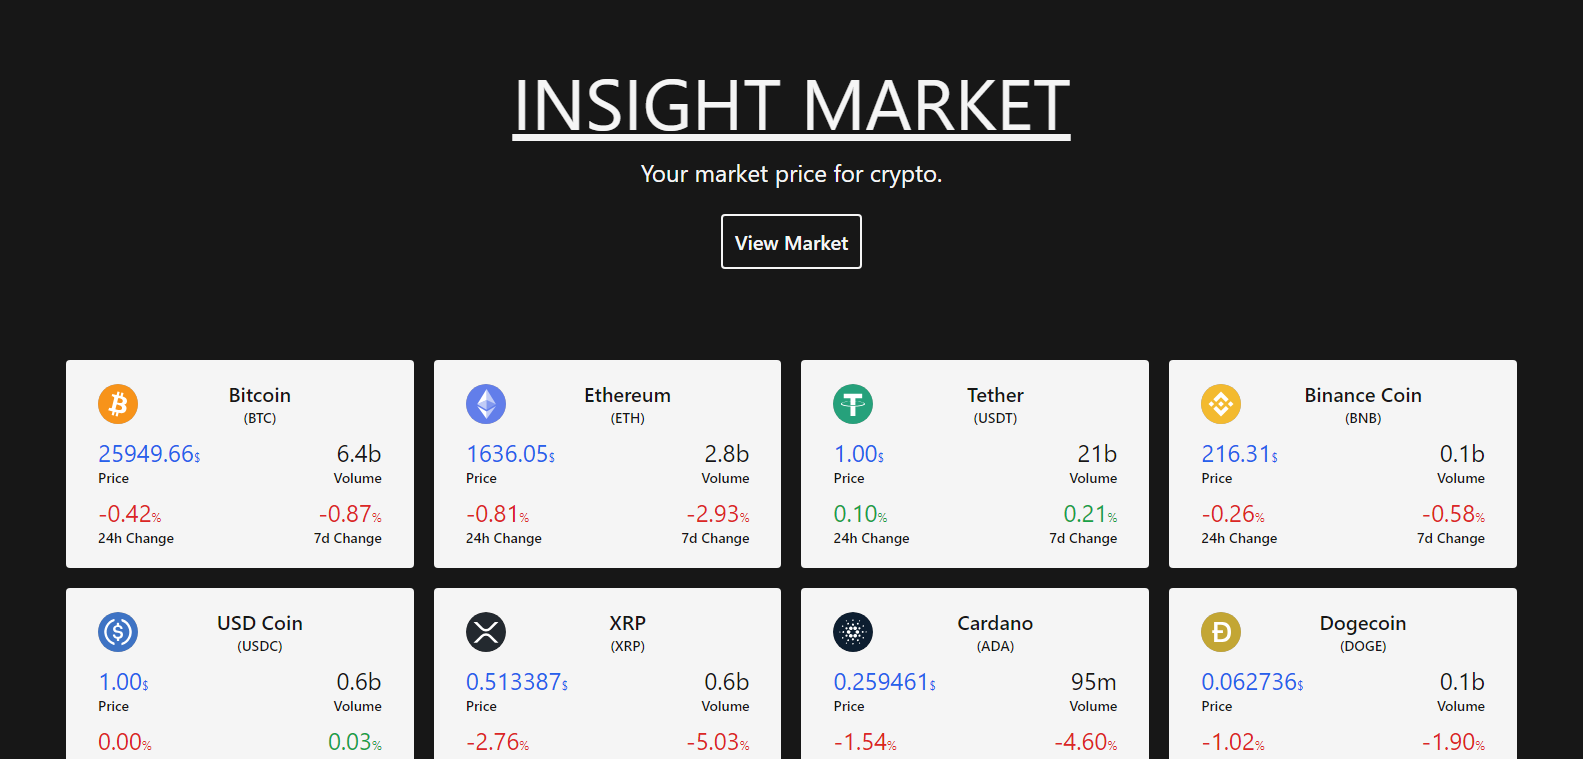 INSIGHT MARKET
Your market price for crypto.
View Market
Bitcoin
(BTC)
25949.66$ 6.4b
Price Volume
-0.42% -0.87%
24h Change 7d Change
Ethereum
(ETH)
1636.05$ 2.8b
Price Volume
-0.81% -2.93%
24h Change 7d Change
Tether
(USDT)
1.00$ 21b
Price Volume
0.10% 0.21%
24h Change 7d Change
Binance Coin
(BNB)
216.31$ 0.1b
Price Volume
-0.26% -0.58%
24h Change 7d Change
USD Coin
(USDC)
1.00$ 0.6b
Price Volume
0.00% 0.03%
XRP
(XRP)
0.513387$ 0.6b
Price Volume
-2.76% -5.03%
Cardano
(ADA)
0.259461$ 95m
Price Volume
-1.54% -4.60%
Dogecoin
(DOGE)
0.062736$ 0.1b
Price Volume
-1.02% -1.90%